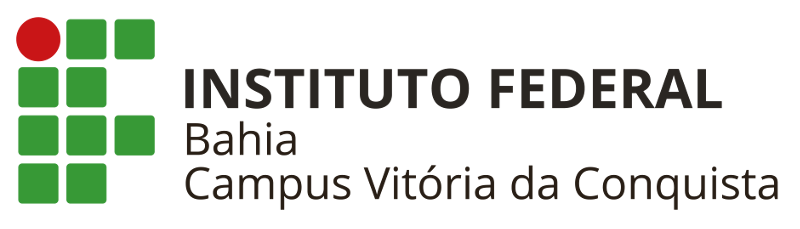 INSTITUTO FEDERAL
Bahia
Campus Vitória da Conquista